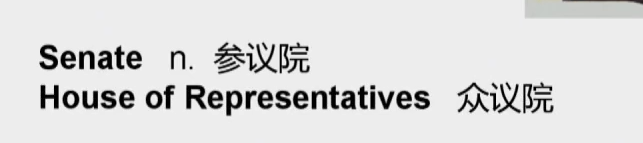 Senate n. 参议院
House of Representatives 众议院